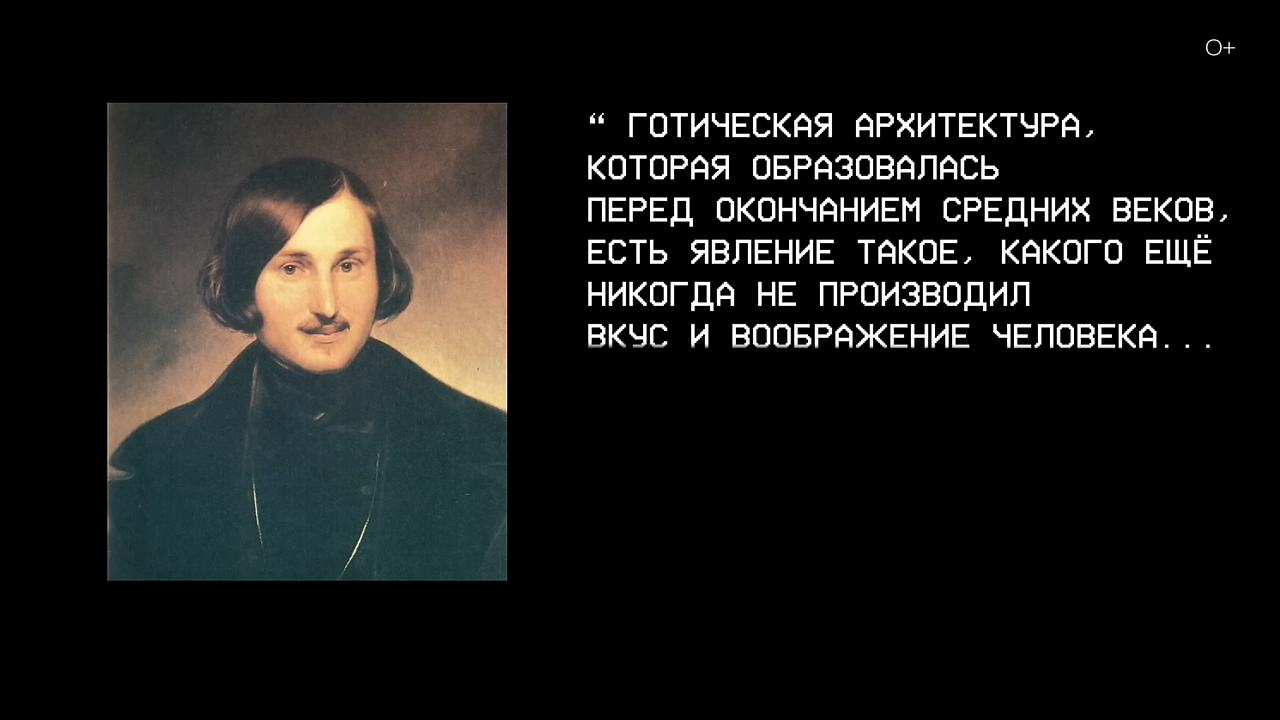 0+
“ ГОТИЧЕСКАЯ АРХИТЕКТУРА,
КОТОРАЯ ОБРАЗОВАЛАСЬ
ПЕРЕД ОКОНЧАНИЕМ СРЕДНИХ ВЕКОВ,
ЕСТЬ ЯВЛЕНИЕ ТАКОЕ, КАКОГО ЕЩЁ
НИКОГДА НЕ ПРОИЗВОДИЛ
ВКУС И ВООБРАЖЕНИЕ ЧЕЛОВЕКА...